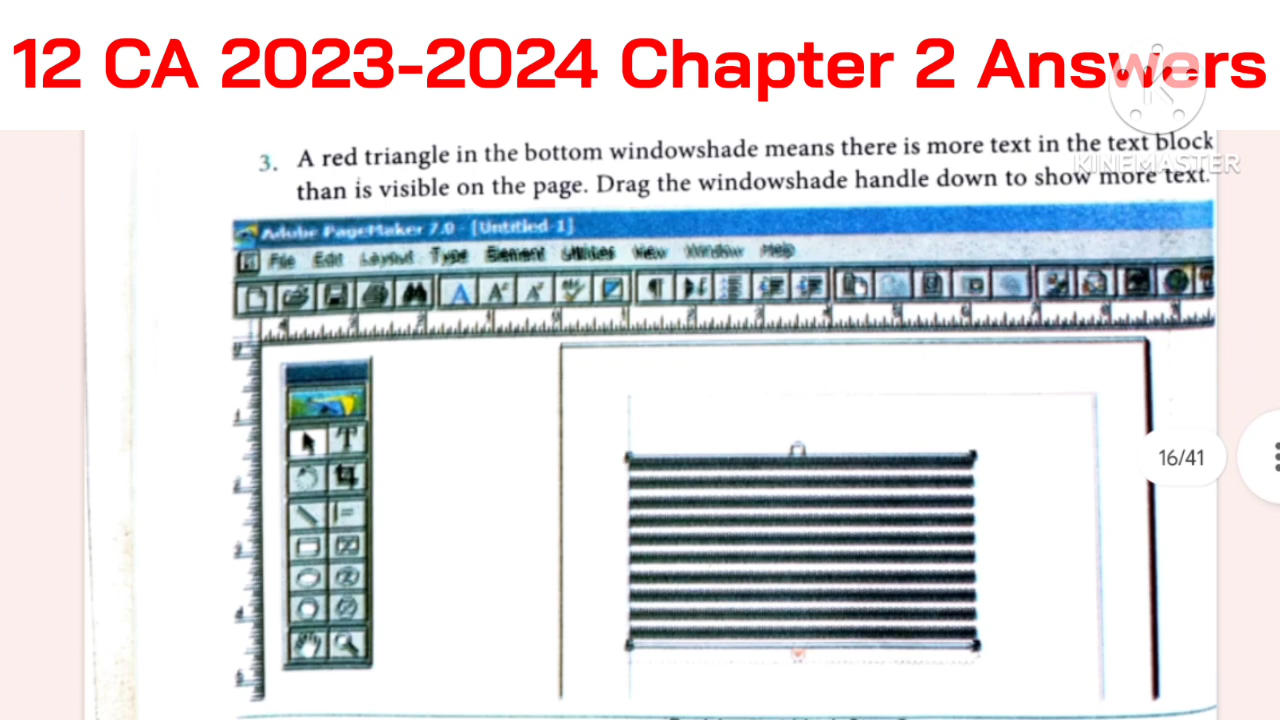 12 CA 2023-2024 Chapter 2 Answers
KINEMASTER
3. A red triangle in the bottom windowshade means there is more text in the text block
than is visible on the page. Drag the windowshade handle down to show more text.
Adobe PageMaker 7.0 - [Untitled-1]
File Edit Layout Type Element Utilities View Window Help
16/41